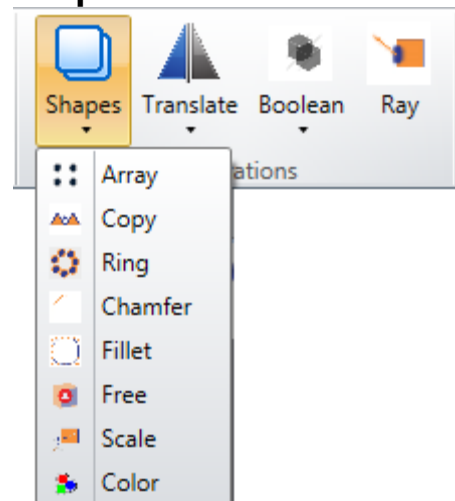 Shapes Translate Boolean Ray
Array
Copy
Ring
Chamfer
Fillet
Free
Scale
Color